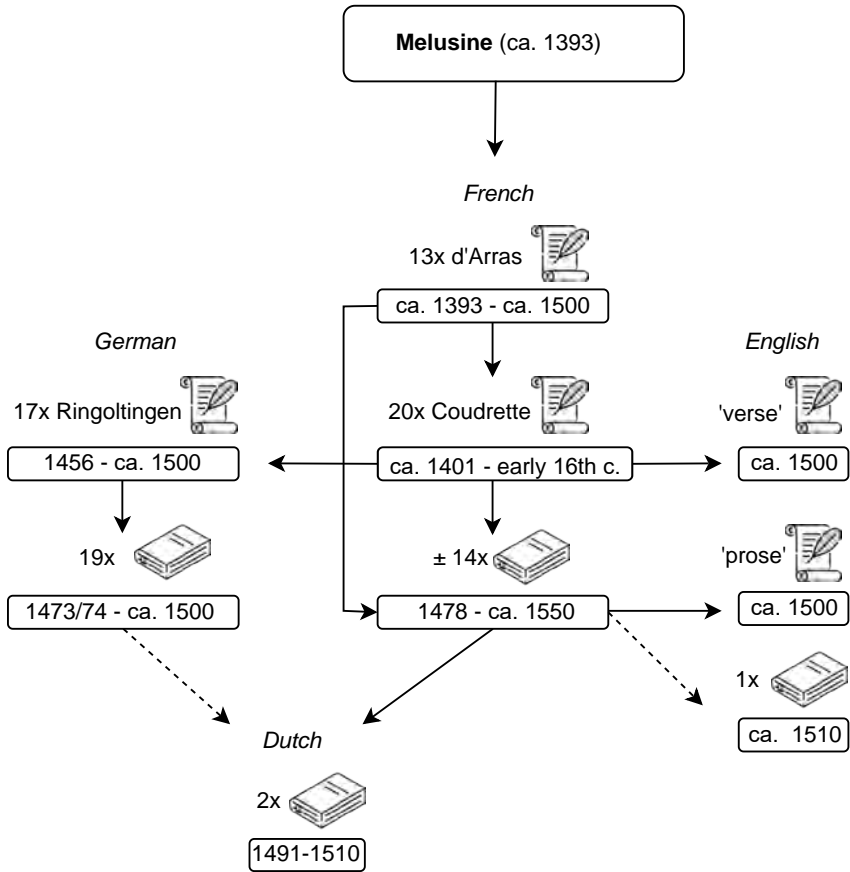 Melusine (ca. 1393)
French
13x d'Arras
ca. 1393 - ca. 1500
German
English
17x Ringoltingen
20x Coudrette
'verse'
1456 - ca. 1500
ca. 1401 - early 16th c.
ca. 1500
19x
± 14x
'prose'
1473/74 - ca. 1500
1478 - ca. 1550
ca. 1500
1x
ca. 1510
Dutch
2x
1491-1510